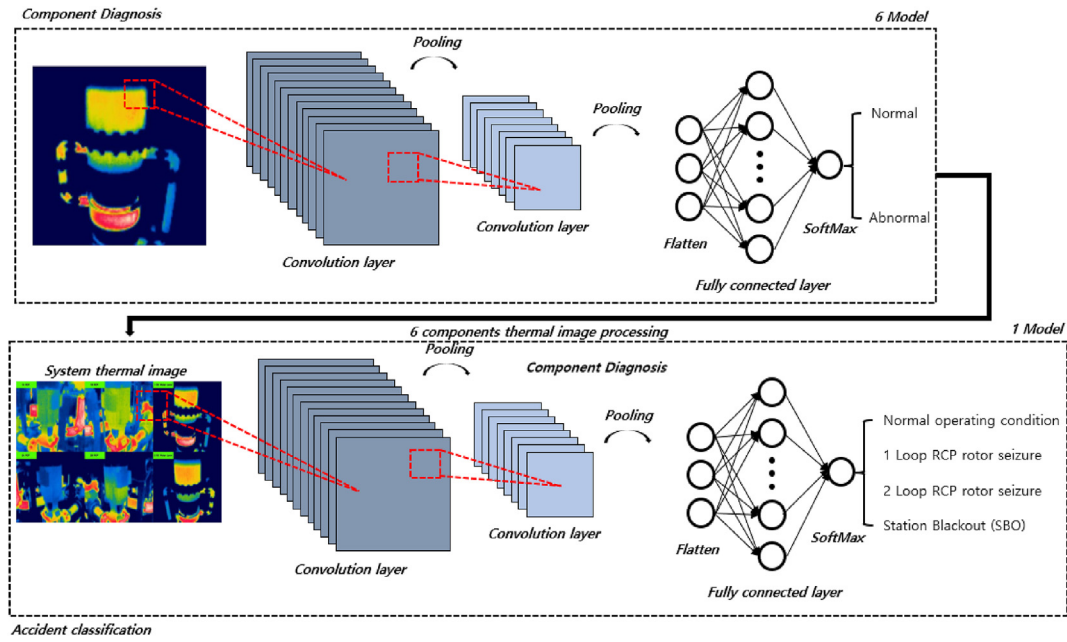 Component Diagnosis
6 Model
Pooling
Pooling
Normal
Abnormal
SoftMax
Flatten
Convolution layer
Convolution layer
Fully connected layer
6 components thermal image processing
1 Model
Pooling
System thermal image
Component Diagnosis
Pooling
Normal operating condition
1 Loop RCP rotor seizure
2 Loop RCP rotor seizure
Station Blackout (SBO)
SoftMax
Flatten
Convolution layer
Convolution layer
Fully connected layer
Accident classification